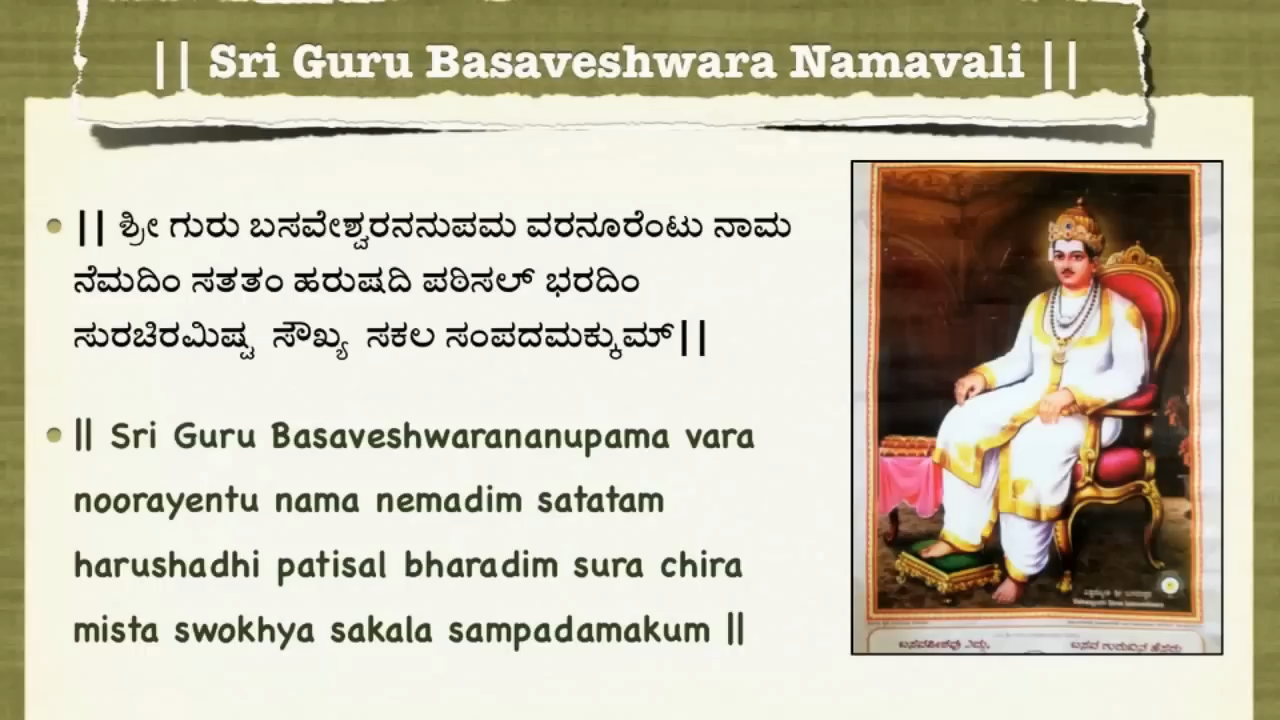 || Sri Guru Basaveshwara Namavali ||
|| ಶ್ರೀ ಗುರು ಬಸವೇಶ್ವರನನುಪಮ ವರನೂರೆಂಟು ನಾಮ
ನೆಮದಿಂ ಸತತಂ ಹರುಷದಿ ಪಠಿಸಲ್ ಭರದಿಂ
ಸುರಚಿರಮಿಷ್ಟ ಸೌಖ್ಯ ಸಕಲ ಸಂಪದಮಕ್ಕುಮ್||
|| Sri Guru Basaveshwarananupama vara
noorayentu nama nemadim satatam
harushadhi patisal bharadim sura chira
mista swokhya sakala sampadamakum ||